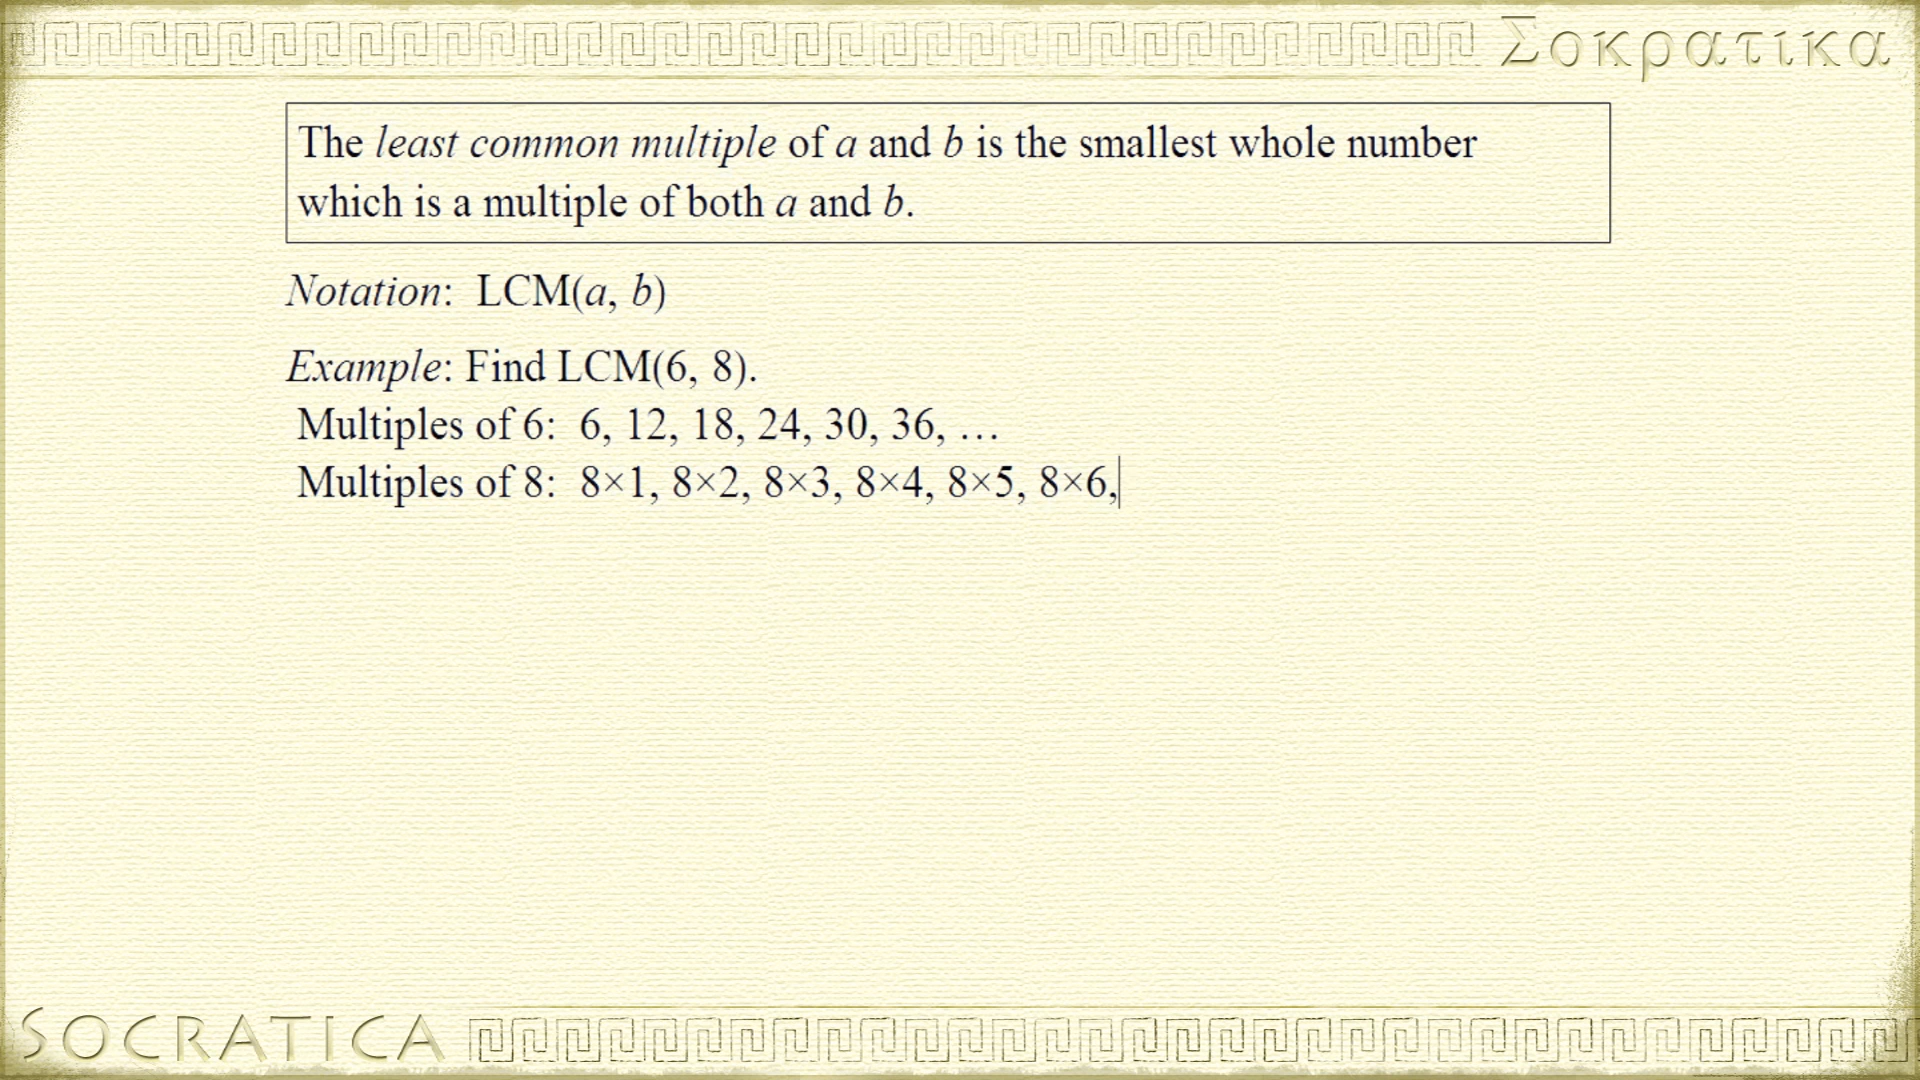 Σοκρατικα
The least common multiple of a and b is the smallest whole number
which is a multiple of both a and b.
Notation: LCM(a, b)
Example: Find LCM(6, 8).
Multiples of 6: 6, 12, 18, 24, 30, 36, …
Multiples of 8: 8×1, 8×2, 8×3, 8×4, 8×5, 8×6,
SOCRATICA